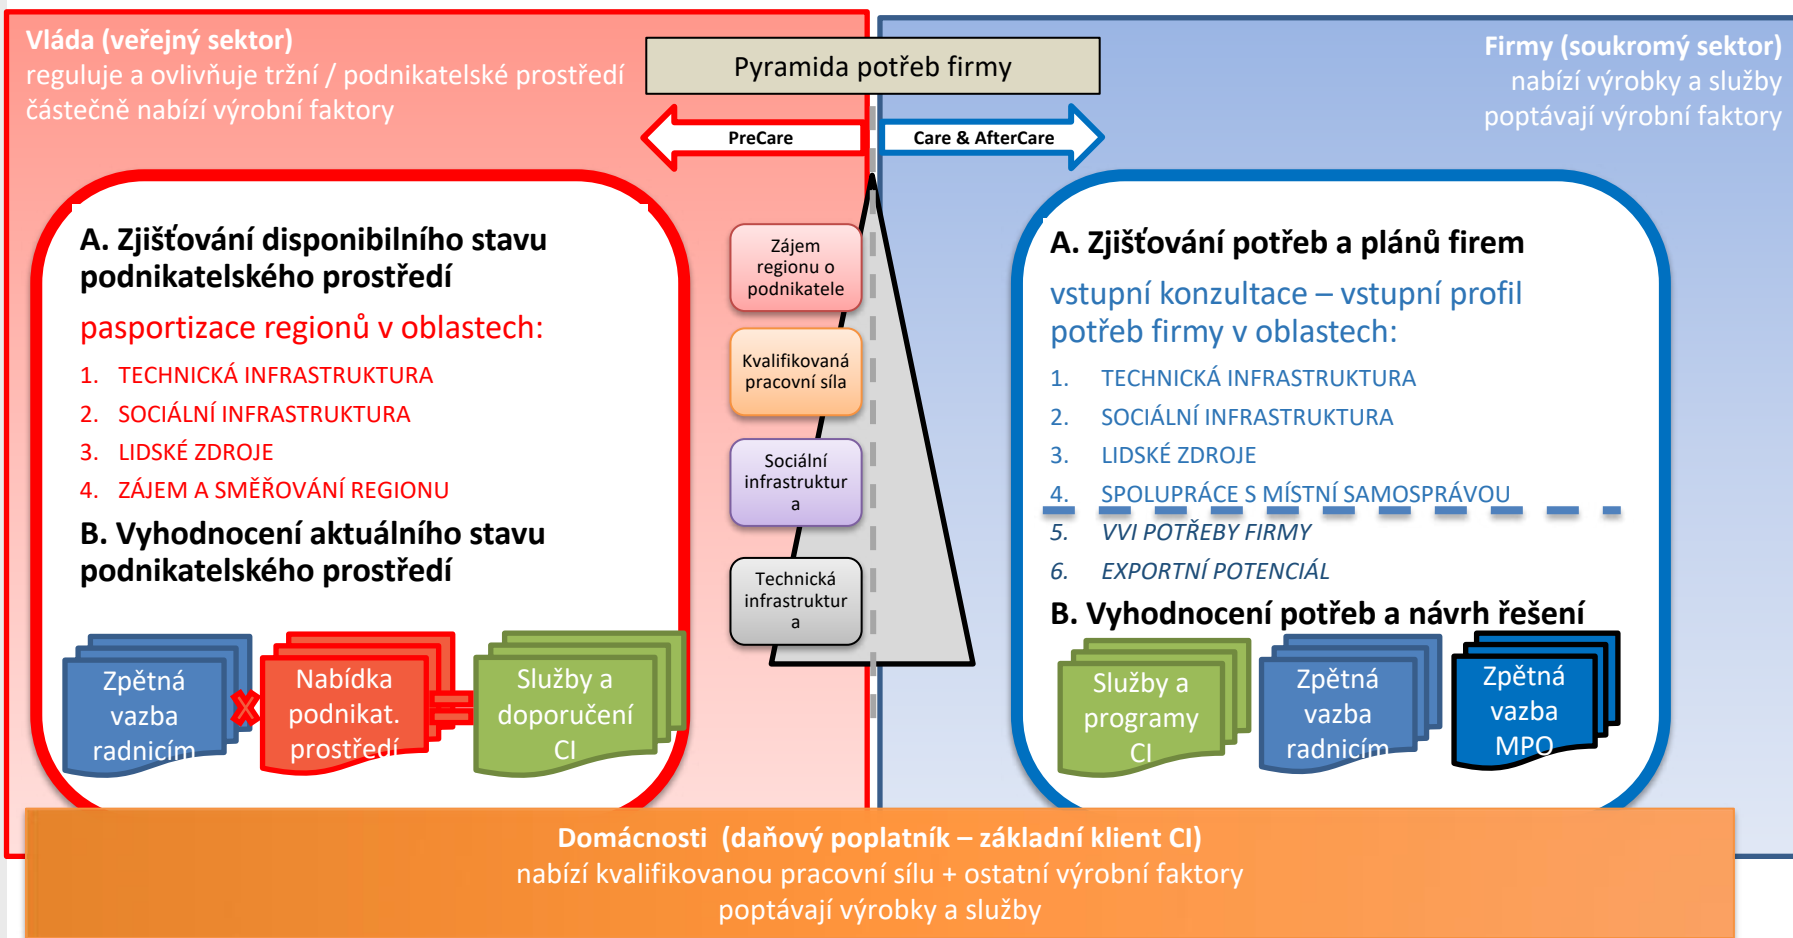 Vláda (veřejný sektor)
reguluje a ovlivňuje tržní / podnikatelské prostředí
částečně nabízí výrobní faktory
Pyramida potřeb firmy
Firmy (soukromý sektor)
nabízí výrobky a služby
poptávají výrobní faktory
PreCare
Care & AfterCare
A. Zjišťování disponibilního stavu
podnikatelského prostředí
pasportizace regionů v oblastech:
1. TECHNICKÁ INFRASTRUKTURA
2. SOCIÁLNÍ INFRASTRUKTURA
3. LIDSKÉ ZDROJE
4. ZÁJEM A SMĚŘOVÁNÍ REGIONU
B. Vyhodnocení aktuálního stavu
podnikatelského prostředí
Zpětná
vazba
radnicím
X
Nabídka
podnikat.
prostředí
Služby a
doporučení
CI
Zájem
regionu o
podnikatele
Kvalifikovaná
pracovní síla
Sociální
infrastruktur
a
Technická
infrastruktur
a
A. Zjišťování potřeb a plánů firem
vstupní konzultace – vstupní profil
potřeb firmy v oblastech:
1. TECHNICKÁ INFRASTRUKTURA
2. SOCIÁLNÍ INFRASTRUKTURA
3. LIDSKÉ ZDROJE
4. SPOLUPRÁCE S MÍSTNÍ SAMOSPRÁVOU
5. VVI POTŘEBY FIRMY
6. EXPORTNÍ POTENCIÁL
B. Vyhodnocení potřeb a návrh řešení
Služby a
programy
CI
Zpětná
vazba
radnicím
Zpětná
vazba
MPO
Domácnosti (daňový poplatník – základní klient CI)
nabízí kvalifikovanou pracovní sílu + ostatní výrobní faktory
poptávají výrobky a služby